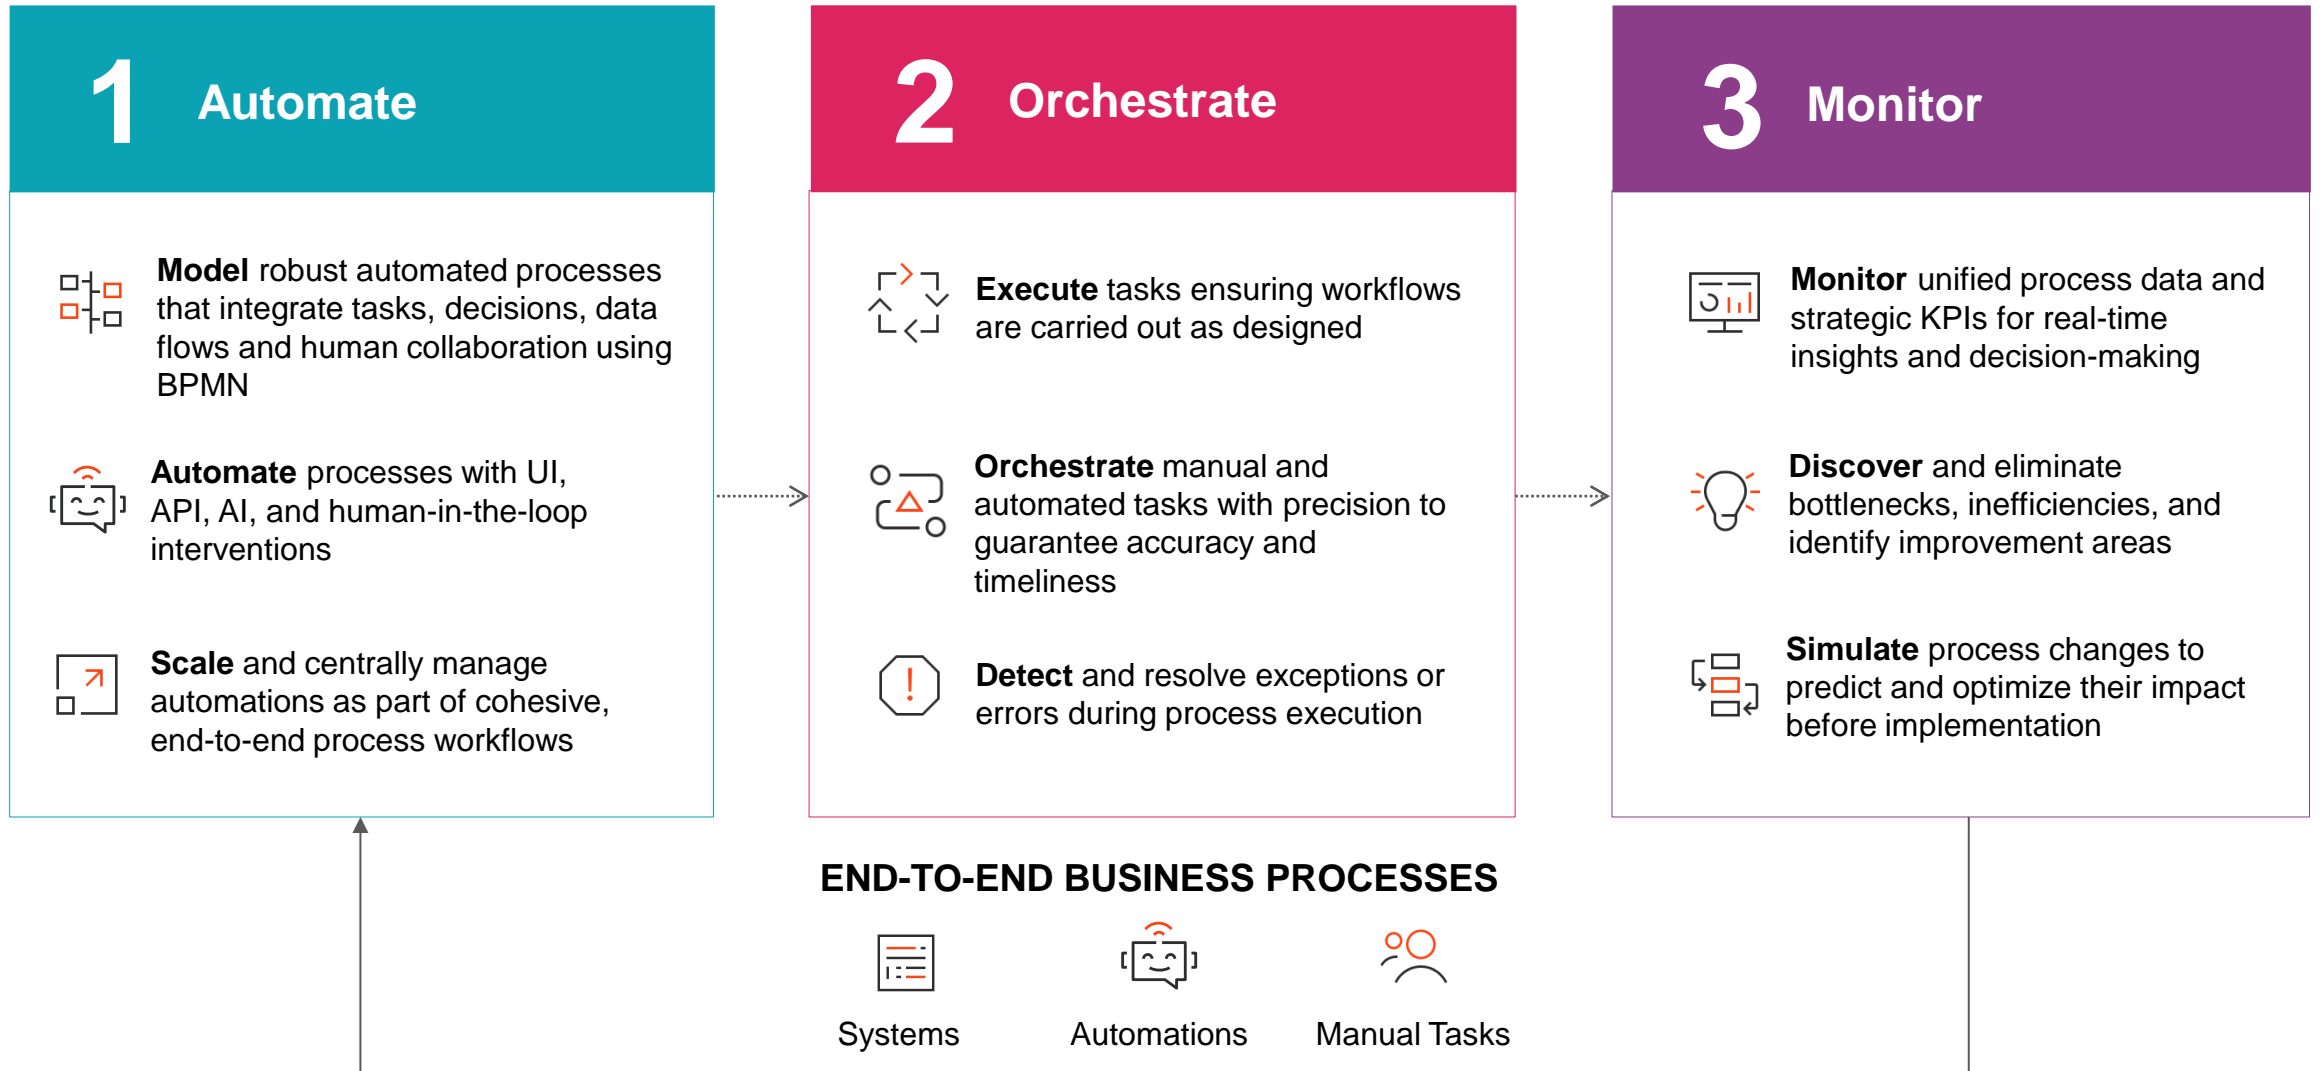 1 Automate
Model robust automated processes
that integrate tasks, decisions, data
flows and human collaboration using
BPMN
Automate processes with UI,
API, AI, and human-in-the-loop
interventions
Scale and centrally manage
automations as part of cohesive,
end-to-end process workflows
2 Orchestrate
Execute tasks ensuring workflows
are carried out as designed
Orchestrate manual and
automated tasks with precision to
guarantee accuracy and
timeliness
Detect and resolve exceptions or
errors during process execution
3 Monitor
Monitor unified process data and
strategic KPIs for real-time
insights and decision-making
Discover and eliminate
bottlenecks, inefficiencies, and
identify improvement areas
Simulate process changes to
predict and optimize their impact
before implementation
END-TO-END BUSINESS PROCESSES
Systems
Automations
Manual Tasks